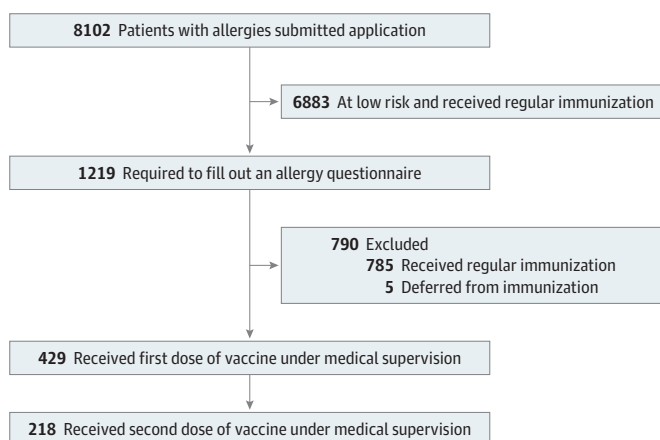 8102 Patients with allergies submitted application
6883 At low risk and received regular immunization
1219 Required to fill out an allergy questionnaire
790 Excluded
785 Received regular immunization
5 Deferred from immunization
429 Received first dose of vaccine under medical supervision
218 Received second dose of vaccine under medical supervision